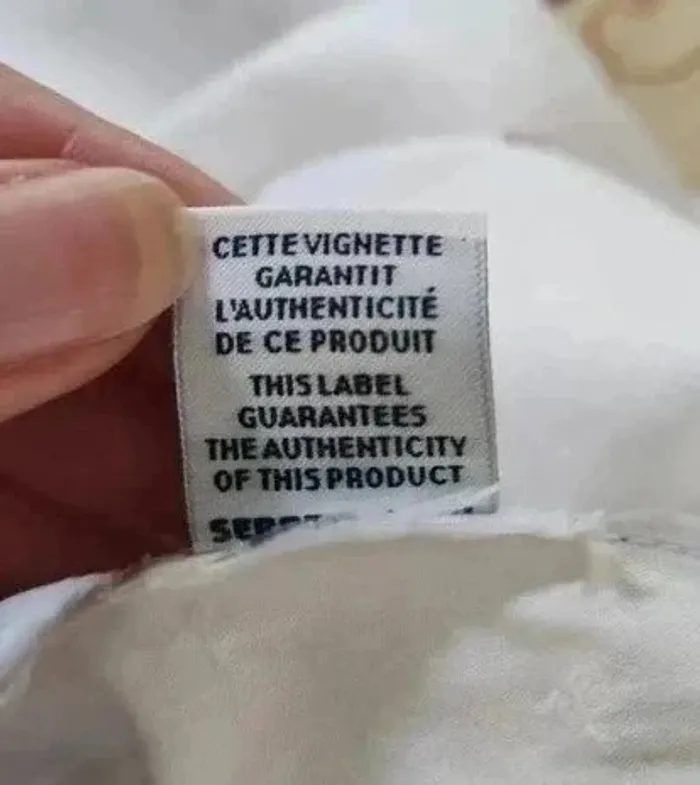 CETTE VIGNETTE
GARANTIT
L'AUTHENTICITÉ
DE CE PRODUIT
THIS LABEL
GUARANTEES
THE AUTHENTICITY
OF THIS PRODUCT